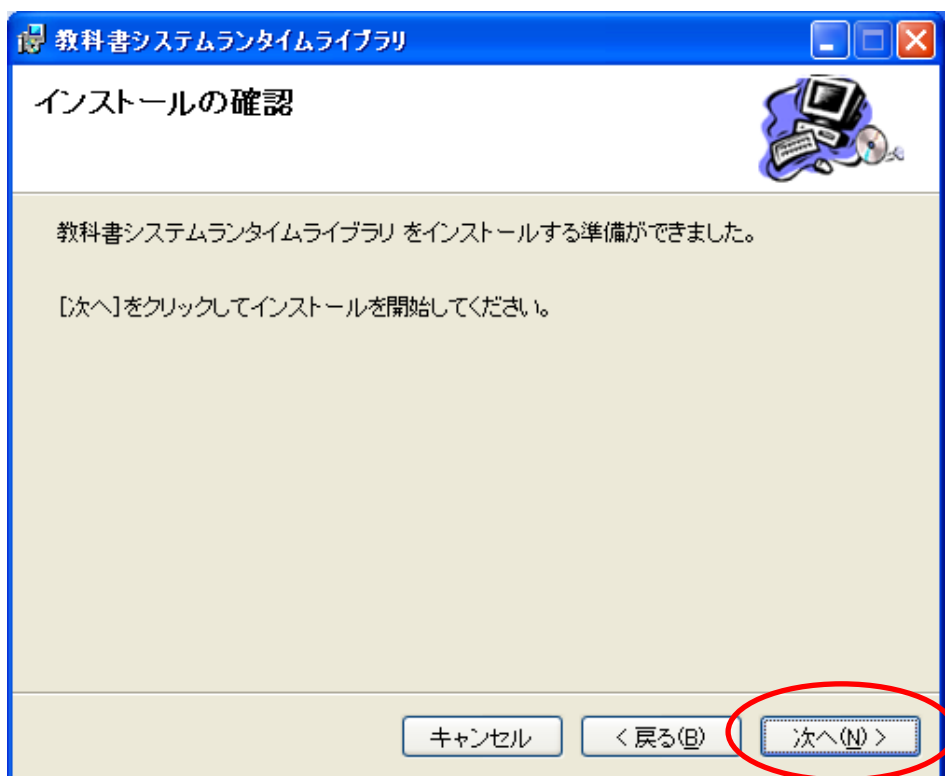 教科書システムランタイムライブラリ
インストールの確認
教科書システムランタイムライブラリ をインストールする準備ができました。
[次へ]をクリックしてインストールを開始してください。
キャンセル
< 戻る(B)
次へ(N) >